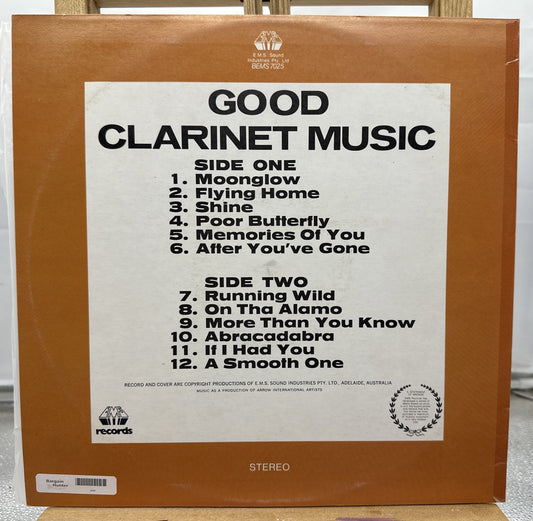 E.M.S. Sound
Industries Pty. Ltd
BEMS 7025
GOOD
CLARINET MUSIC
SIDE ONE
1. Moonglow
2. Flying Home
3. Shine
4. Poor Butterfly
5. Memories Of You
6. After You've Gone
SIDE TWO
7. Running Wild
8. On Tha Alamo
9. More Than You Know
10. Abracadabra
11. If I Had You
12. A Smooth One
RECORD AND COVER ARE COPYRIGHT PRODUCTIONS OF E.M.S. SOUND INDUSTRIES PTY. LTD., ADELAIDE, AUSTRALIA
MUSIC AS A PRODUCTION OF ARROW INTERNATIONAL ARTISTS
records
STEREO
Bargain
Hunter